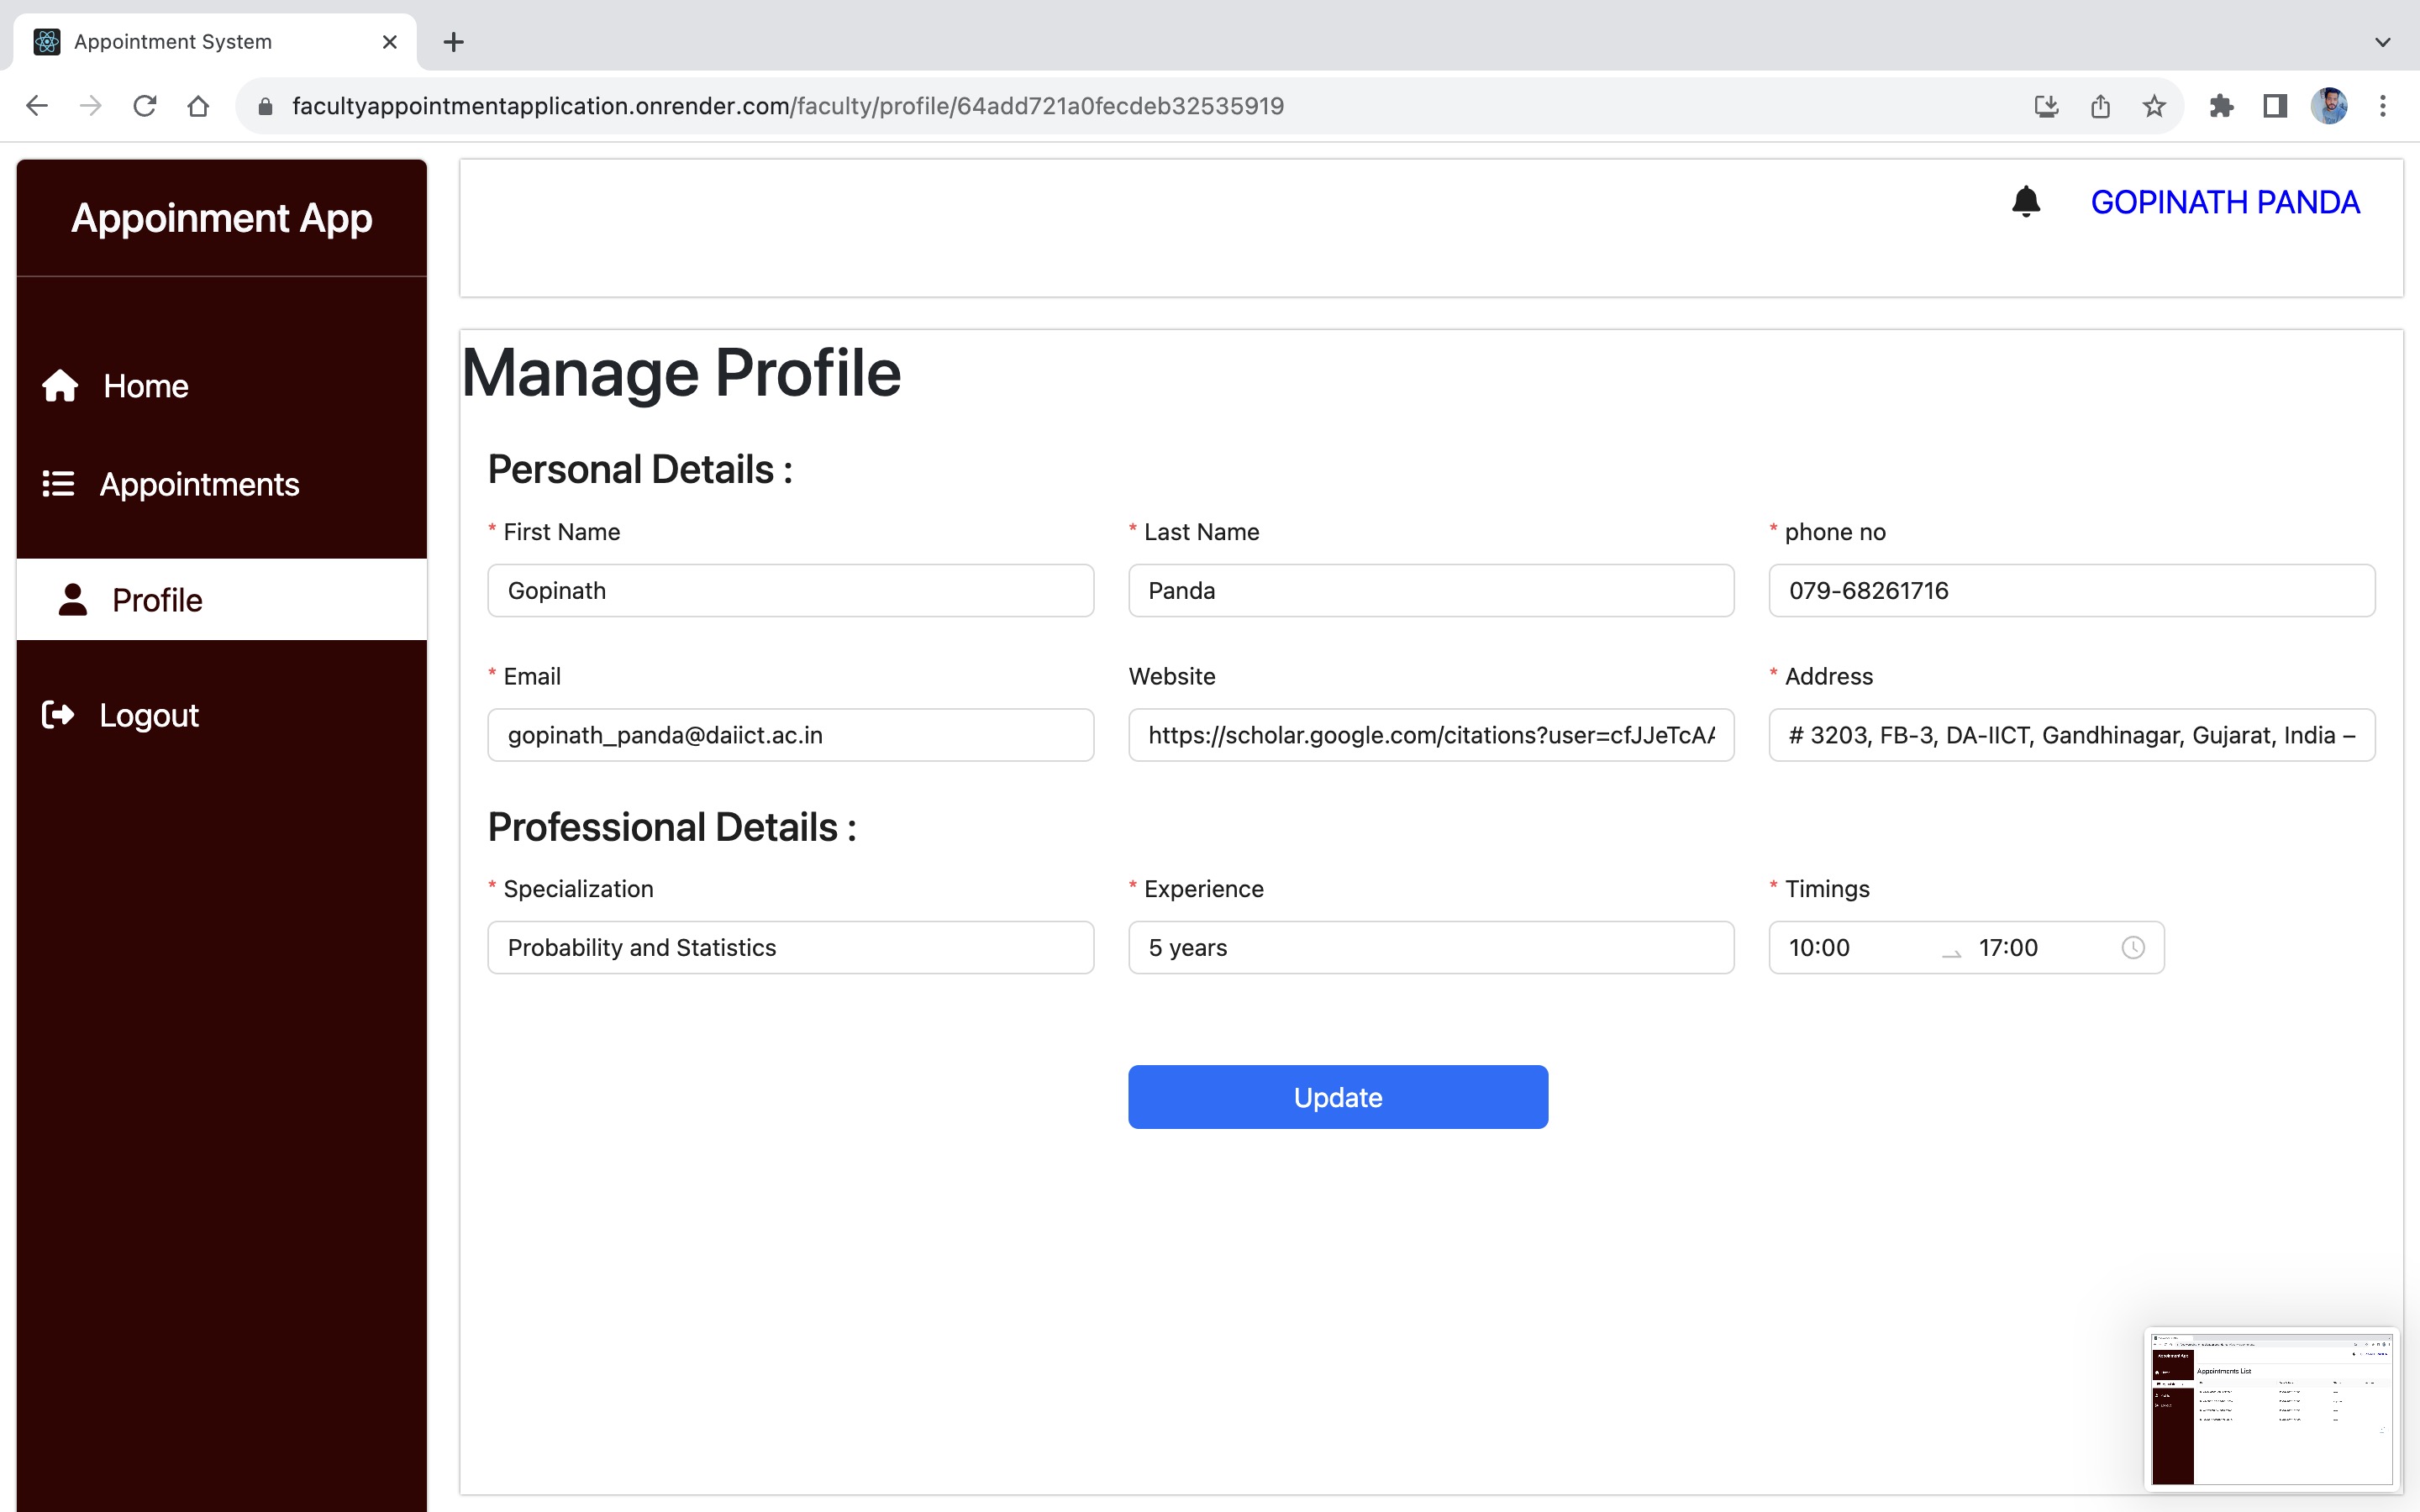 Appointment System
facultyappointmentapplication.onrender.com/faculty/profile/64add721a0fecdeb32535919
Appoinment App
GOPINATH PANDA
Home
Appointments
Profile
Logout
Manage Profile
Personal Details :
* First Name * Last Name * phone no
Gopinath Panda 079-68261716
* Email Website * Address
gopinath_panda@daiict.ac.in https://scholar.google.com/citations?user=cfJJeTcAA # 3203, FB-3, DA-IICT, Gandhinagar, Gujarat, India –
Professional Details :
* Specialization * Experience * Timings
Probability and Statistics 5 years 10:00 17:00
Update
Appointments List